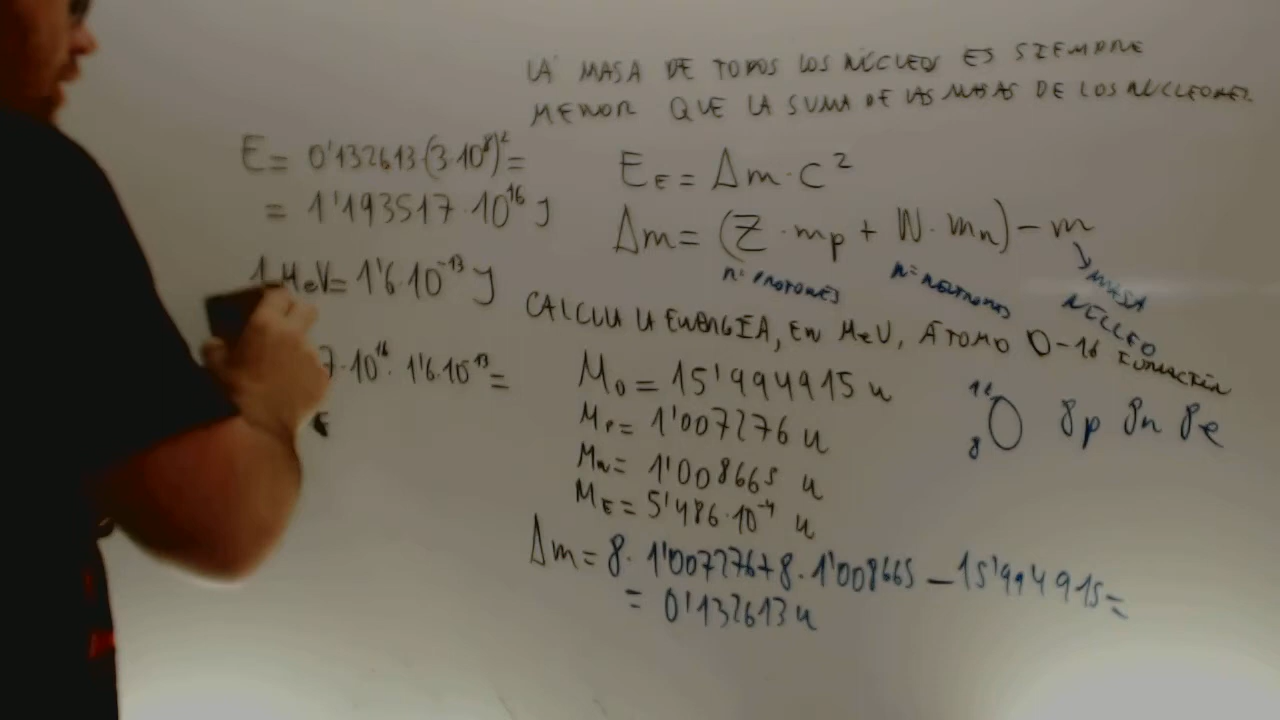 LA MASA DE TODOS LOS NÚCLEOS ES SIEMPRE
MENOR QUE LA SUMA DE LAS MASAS DE LOS NUCLEONES
E = 0'132613·(3·10⁸)² =
= 1'193517·10¹⁶ J
1 MeV = 1'6·10⁻¹³ J
7·10¹⁶· 1'6·10¹³ =
E_E = Δm·c²
Δm = (Z·mp + N·mn) − m
nº PROTONES nº NEUTRONES MASA
NÚCLEO
CALCULA LA ENERGÍA, EN MeV, ÁTOMO O-16 FORMACIÓN
M_O = 15'994915 u
M_P = 1'007276 u
M_N = 1'008665 u
M_E = 5'486·10⁻⁴ u
16
8 O 8p 8n 8e
Δm = 8·1'007276+8·1'008665 − 15'994915 =
= 0'132613 u